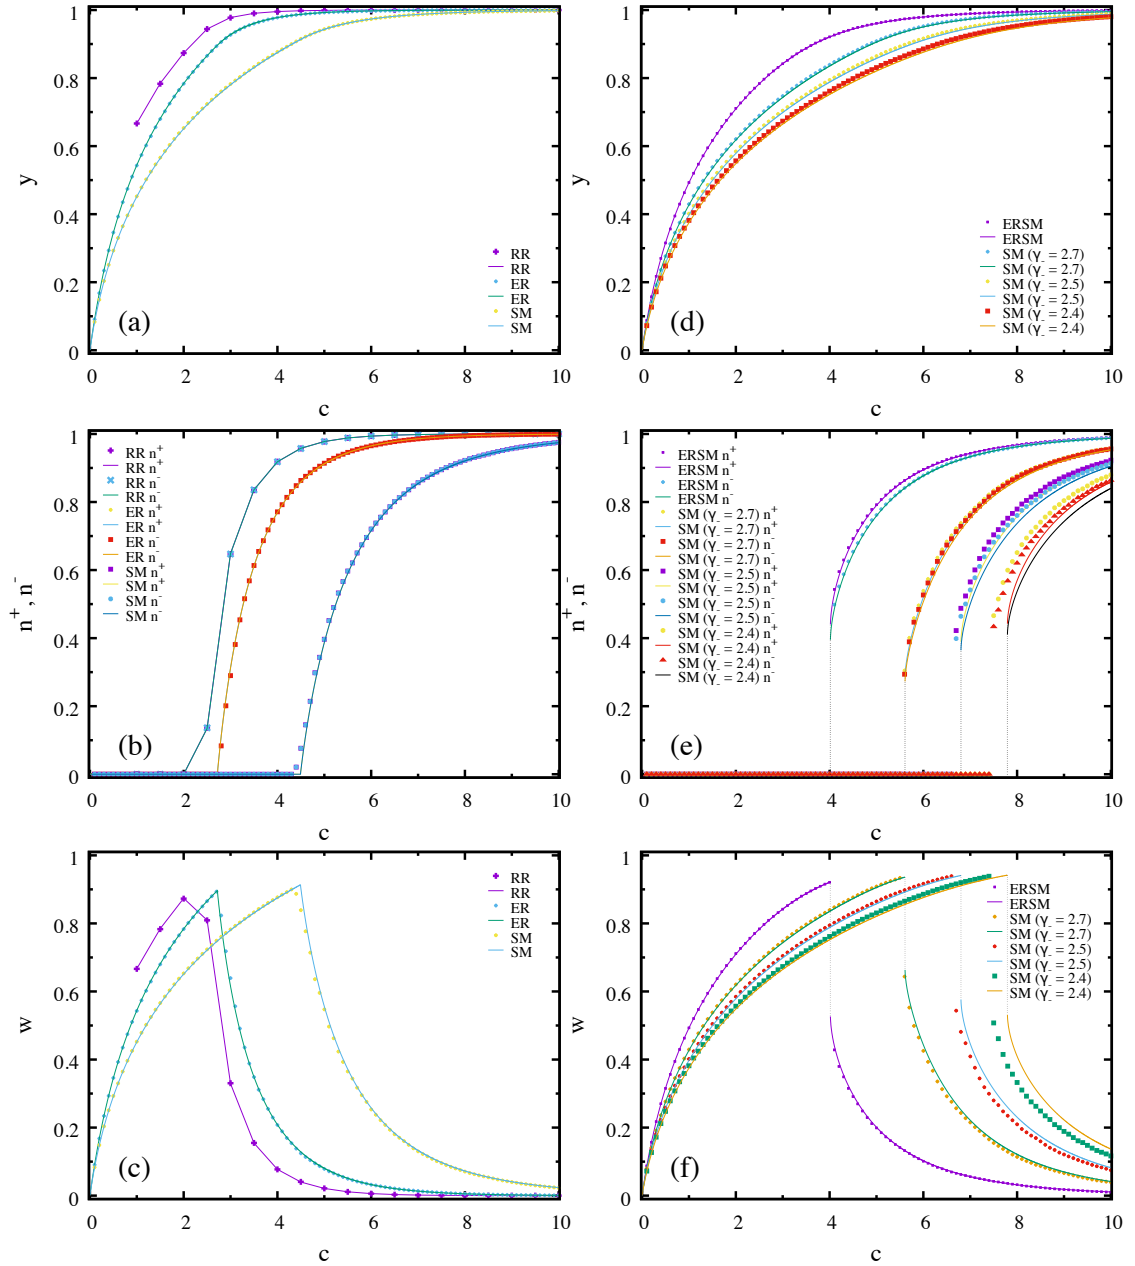 1
0.8
0.6
0.4
0.2
0
y
RR
RR
ER
ER
SM
SM
(a)
0 2 4 6 8 10
c
1
0.8
0.6
0.4
0.2
0
y
ERSM
ERSM
SM (γ- = 2.7)
SM (γ- = 2.7)
SM (γ- = 2.5)
SM (γ- = 2.5)
SM (γ- = 2.4)
SM (γ- = 2.4)
(d)
0 2 4 6 8 10
c
1
0.8
0.6
0.4
0.2
0
n+, n-
RR n+
RR n+
RR n-
RR n-
ER n+
ER n+
ER n-
ER n-
SM n+
SM n+
SM n-
SM n-
(b)
0 2 4 6 8 10
c
1
0.8
0.6
0.4
0.2
0
n+, n-
ERSM n+
ERSM n+
ERSM n-
ERSM n-
SM (γ- = 2.7) n+
SM (γ- = 2.7) n+
SM (γ- = 2.7) n-
SM (γ- = 2.7) n-
SM (γ- = 2.5) n+
SM (γ- = 2.5) n+
SM (γ- = 2.5) n-
SM (γ- = 2.5) n-
SM (γ- = 2.4) n+
SM (γ- = 2.4) n+
SM (γ- = 2.4) n-
SM (γ- = 2.4) n-
(e)
0 2 4 6 8 10
c
1
0.8
0.6
0.4
0.2
0
w
RR
RR
ER
ER
SM
SM
(c)
0 2 4 6 8 10
c
1
0.8
0.6
0.4
0.2
0
w
ERSM
ERSM
SM (γ- = 2.7)
SM (γ- = 2.7)
SM (γ- = 2.5)
SM (γ- = 2.5)
SM (γ- = 2.4)
SM (γ- = 2.4)
(f)
0 2 4 6 8 10
c